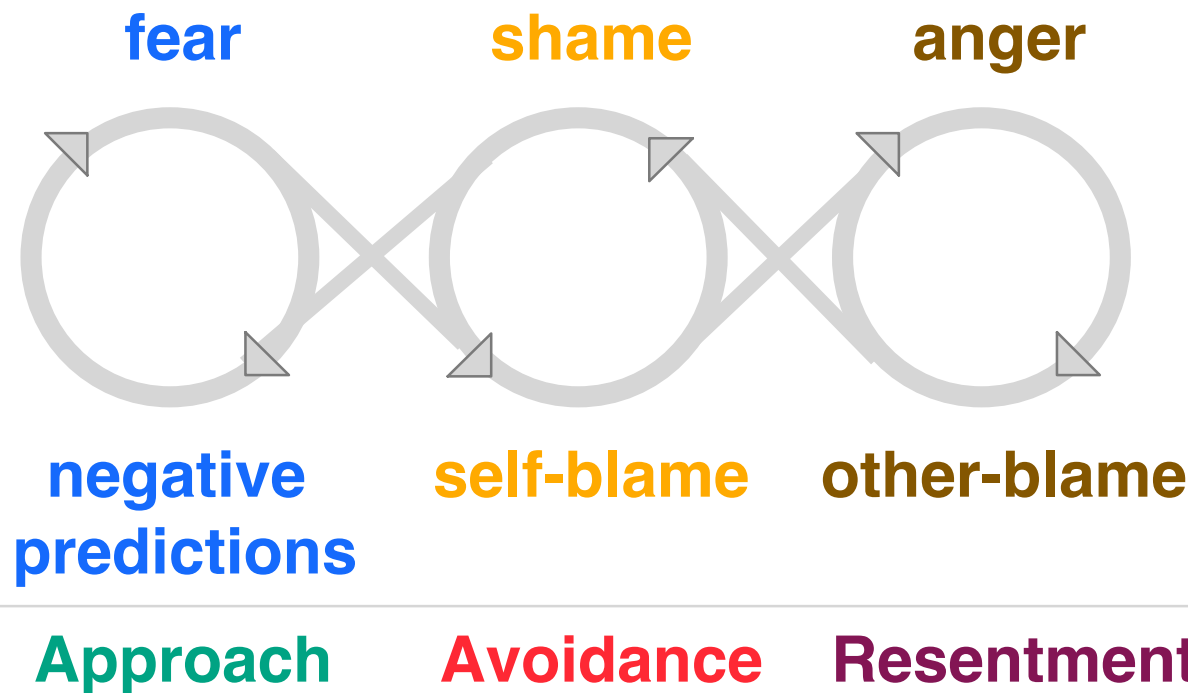 fear shame anger
negative self-blame other-blame
predictions
Approach Avoidance Resentment